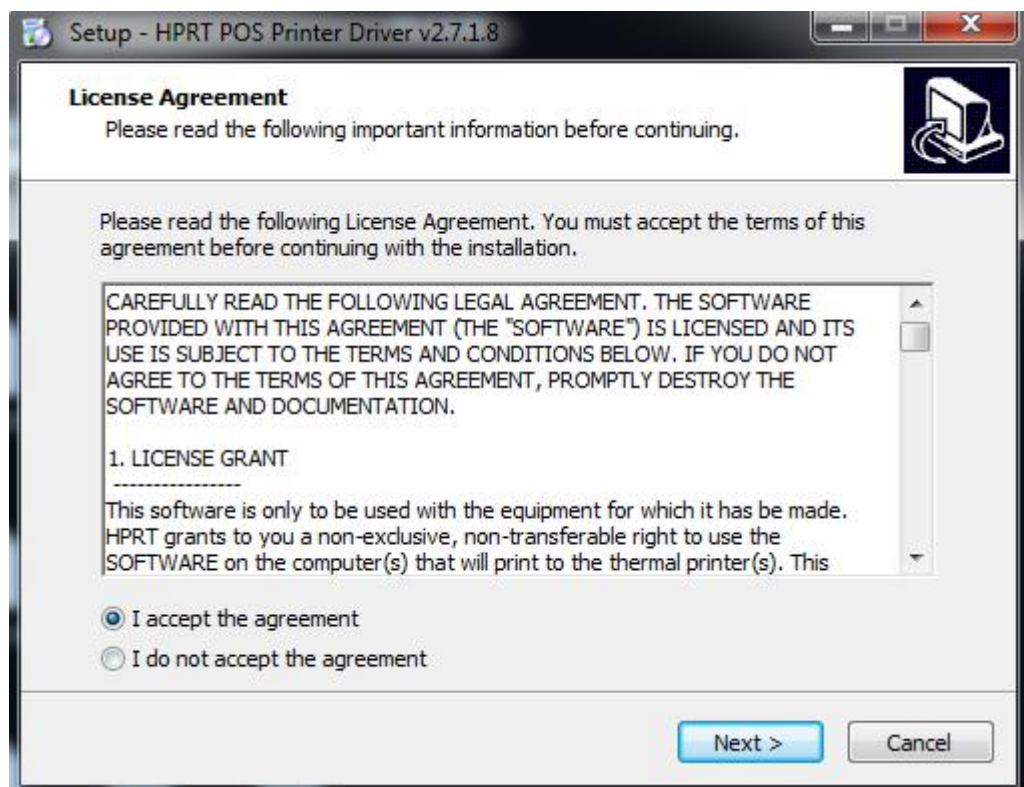 Setup - HPRT POS Printer Driver v2.7.1.8
License Agreement
Please read the following important information before continuing.
Please read the following License Agreement. You must accept the terms of this
agreement before continuing with the installation.
CAREFULLY READ THE FOLLOWING LEGAL AGREEMENT. THE SOFTWARE
PROVIDED WITH THIS AGREEMENT (THE "SOFTWARE") IS LICENSED AND ITS
USE IS SUBJECT TO THE TERMS AND CONDITIONS BELOW. IF YOU DO NOT
AGREE TO THE TERMS OF THIS AGREEMENT, PROMPTLY DESTROY THE
SOFTWARE AND DOCUMENTATION.
1. LICENSE GRANT
----------------
This software is only to be used with the equipment for which it has be made.
HPRT grants to you a non-exclusive, non-transferable right to use the
SOFTWARE on the computer(s) that will print to the thermal printer(s). This
I accept the agreement
I do not accept the agreement
Next >
Cancel